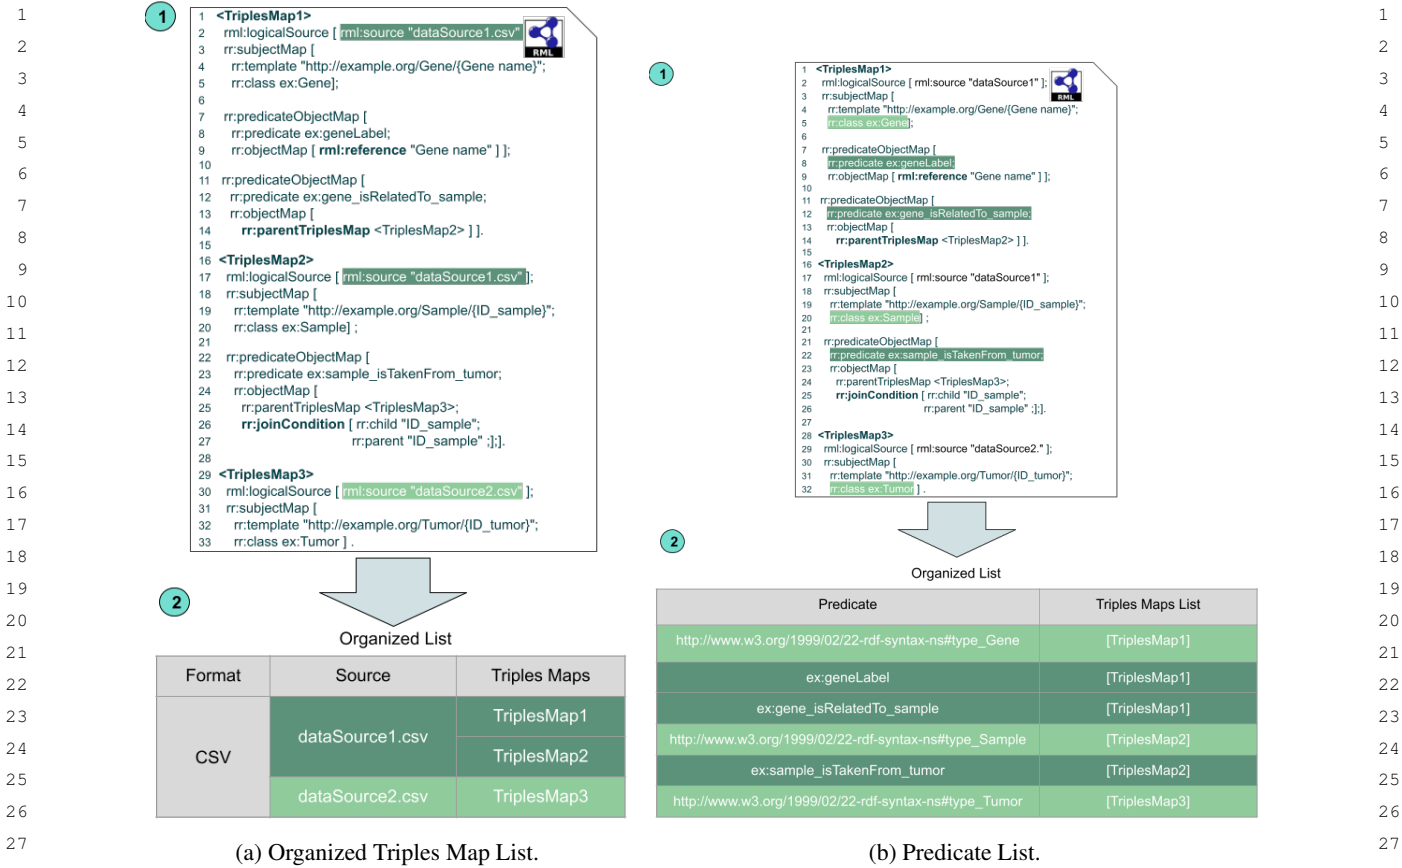 1
2
3
4
5
6
7
8
9
10
11
12
13
14
15
16
17
18
19
20
21
22
23
24
25
26
27
1
1 <TriplesMap1>
2 rml:logicalSource [ rml:source "dataSource1.csv"
3 rr:subjectMap [
4 rr:template "http://example.org/Gene/{Gene name}";
5 rr:class ex:Gene];
6
7 rr:predicateObjectMap [
8 rr:predicate ex:geneLabel;
9 rr:objectMap [ rml:reference "Gene name" ] ];
10
11 rr:predicateObjectMap [
12 rr:predicate ex:gene_isRelatedTo_sample;
13 rr:objectMap [
14 rr:parentTriplesMap <TriplesMap2> ] ].
15
16 <TriplesMap2>
17 rml:logicalSource [ rml:source "dataSource1.csv" ];
18 rr:subjectMap [
19 rr:template "http://example.org/Sample/{ID_sample}";
20 rr:class ex:Sample] ;
21
22 rr:predicateObjectMap [
23 rr:predicate ex:sample_isTakenFrom_tumor;
24 rr:objectMap [
25 rr:parentTriplesMap <TriplesMap3>;
26 rr:joinCondition [ rr:child "ID_sample";
27 rr:parent "ID_sample" ;];].
28
29 <TriplesMap3>
30 rml:logicalSource [ rml:source "dataSource2.csv" ];
31 rr:subjectMap [
32 rr:template "http://example.org/Tumor/{ID_tumor}";
33 rr:class ex:Tumor ] .
RML
2
Organized List
Format Source Triples Maps
CSV dataSource1.csv TriplesMap1
TriplesMap2
dataSource2.csv TriplesMap3
(a) Organized Triples Map List.
1
1 <TriplesMap1>
2 rml:logicalSource [ rml:source "dataSource1" ];
3 rr:subjectMap [
4 rr:template "http://example.org/Gene/{Gene name}";
5 rr:class ex:Gene];
6
7 rr:predicateObjectMap [
8 rr:predicate ex:geneLabel;
9 rr:objectMap [ rml:reference "Gene name" ] ];
10
11 rr:predicateObjectMap [
12 rr:predicate ex:gene_isRelatedTo_sample;
13 rr:objectMap [
14 rr:parentTriplesMap <TriplesMap2> ] ].
15
16 <TriplesMap2>
17 rml:logicalSource [ rml:source "dataSource1" ];
18 rr:subjectMap [
19 rr:template "http://example.org/Sample/{ID_sample}";
20 rr:class ex:Sample] ;
21
21 rr:predicateObjectMap [
22 rr:predicate ex:sample_isTakenFrom_tumor;
23 rr:objectMap [
24 rr:parentTriplesMap <TriplesMap3>;
25 rr:joinCondition [ rr:child "ID_sample";
26 rr:parent "ID_sample" ;];].
27
28 <TriplesMap3>
29 rml:logicalSource [ rml:source "dataSource2." ];
30 rr:subjectMap [
31 rr:template "http://example.org/Tumor/{ID_tumor}";
32 rr:class ex:Tumor ] .
RML
2
Organized List
Predicate Triples Maps List
http://www.w3.org/1999/02/22-rdf-syntax-ns#type_Gene [TriplesMap1]
ex:geneLabel [TriplesMap1]
ex:gene_isRelatedTo_sample [TriplesMap1]
http://www.w3.org/1999/02/22-rdf-syntax-ns#type_Sample [TriplesMap2]
ex:sample_isTakenFrom_tumor [TriplesMap2]
http://www.w3.org/1999/02/22-rdf-syntax-ns#type_Tumor [TriplesMap3]
(b) Predicate List.
1
2
3
4
5
6
7
8
9
10
11
12
13
14
15
16
17
18
19
20
21
22
23
24
25
26
27